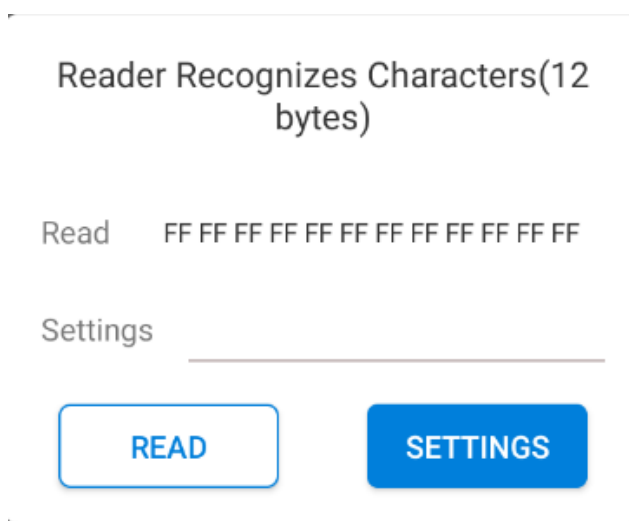 Reader Recognizes Characters(12
bytes)
Read FF FF FF FF FF FF FF FF FF FF FF FF
Settings
READ SETTINGS